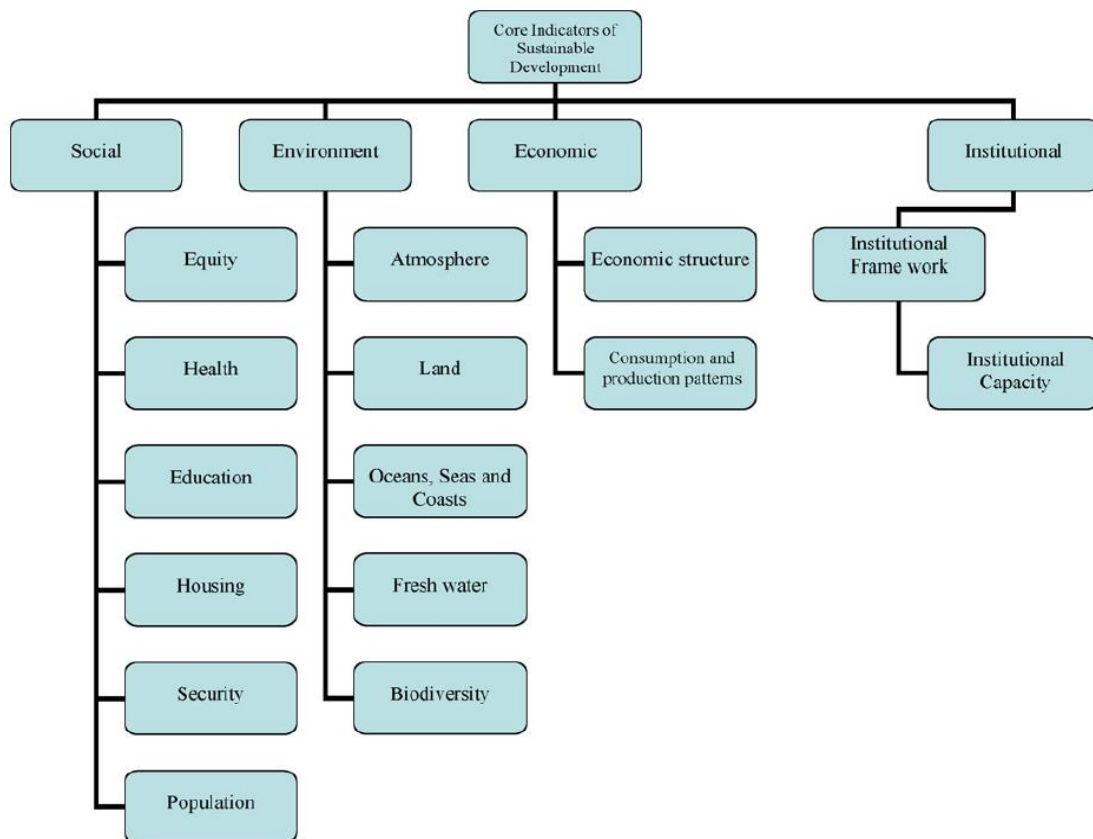 Core Indicators of
Sustainable
Development
Social
Environment
Economic
Institutional
Equity
Atmosphere
Economic structure
Institutional
Frame work
Health
Land
Consumption and
production patterns
Institutional
Capacity
Education
Oceans, Seas and
Coasts
Housing
Fresh water
Security
Biodiversity
Population